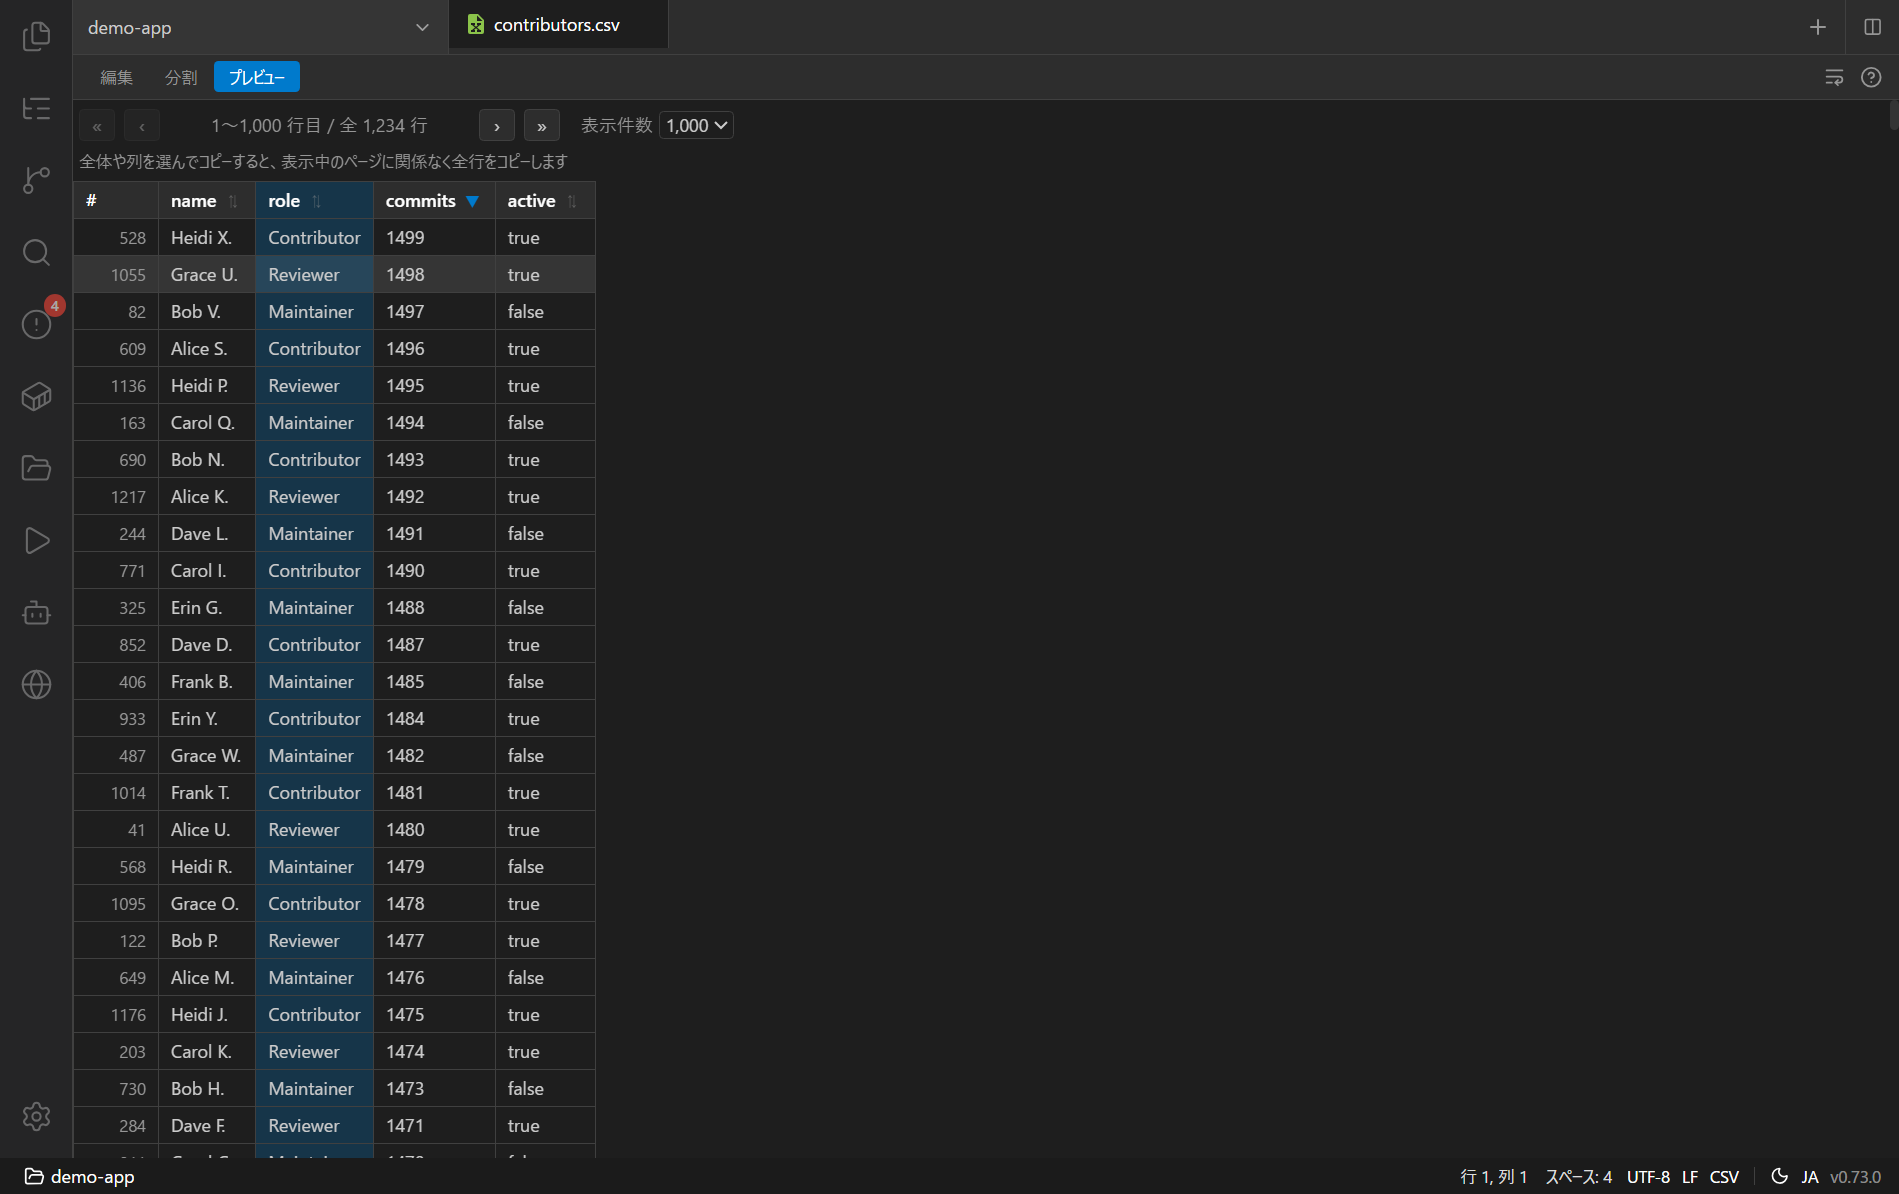 demo-app
contributors.csv
編集 分割 プレビュー
« ‹ 1～1,000 行目 / 全 1,234 行 › » 表示件数 1,000
全体や列を選んでコピーすると、表示中のページに関係なく全行をコピーします
# name role commits active
528 Heidi X. Contributor 1499 true
1055 Grace U. Reviewer 1498 true
82 Bob V. Maintainer 1497 false
609 Alice S. Contributor 1496 true
1136 Heidi P. Reviewer 1495 true
163 Carol Q. Maintainer 1494 false
690 Bob N. Contributor 1493 true
1217 Alice K. Reviewer 1492 true
244 Dave L. Maintainer 1491 false
771 Carol I. Contributor 1490 true
325 Erin G. Maintainer 1488 false
852 Dave D. Contributor 1487 true
406 Frank B. Maintainer 1485 false
933 Erin Y. Contributor 1484 true
487 Grace W. Maintainer 1482 false
1014 Frank T. Contributor 1481 true
41 Alice U. Reviewer 1480 true
568 Heidi R. Maintainer 1479 false
1095 Grace O. Contributor 1478 true
122 Bob P. Reviewer 1477 true
649 Alice M. Maintainer 1476 false
1176 Heidi J. Contributor 1475 true
203 Carol K. Reviewer 1474 true
730 Bob H. Maintainer 1473 false
284 Dave F. Reviewer 1471 true
4
demo-app
行 1, 列 1 スペース: 4 UTF-8 LF CSV JA v0.73.0